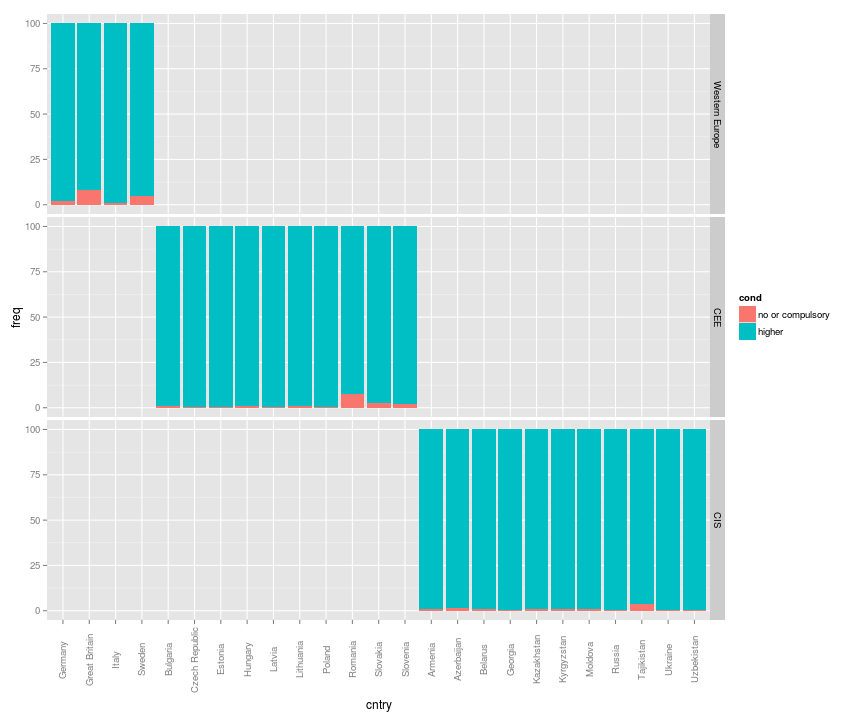 100
75
50
25
0
Western Europe
100
75
50
25
0
CEE
100
75
50
25
0
CIS
freq
Germany
Great Britain
Italy
Sweden
Bulgaria
Czech Republic
Estonia
Hungary
Latvia
Lithuania
Poland
Romania
Slovakia
Slovenia
Armenia
Azerbaijan
Belarus
Georgia
Kazakhstan
Kyrgyzstan
Moldova
Russia
Tajikistan
Ukraine
Uzbekistan
cntry
cond
no or compulsory
higher